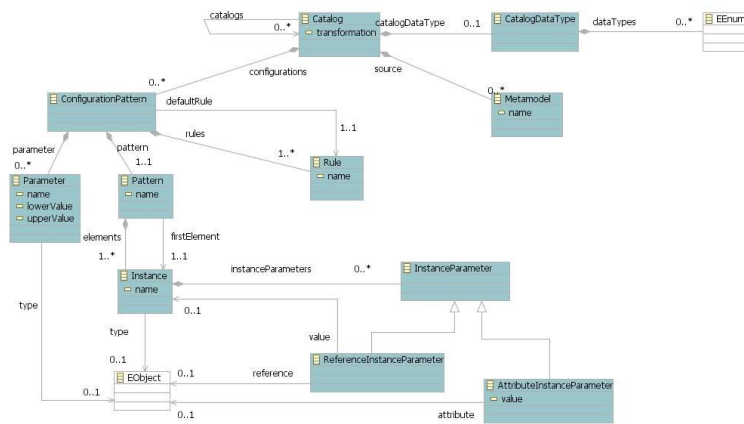 catalogs
0..*
Catalog
transformation
catalogDataType
0..1
CatalogDataType
dataTypes
0..*
EEnum
configurations
source
0..*
0..*
ConfigurationPattern
defaultRule
Metamodel
name
1..1
parameter
pattern
rules
0..*
1..1
1..*
Parameter
name
lowerValue
upperValue
Pattern
name
Rule
name
elements
firstElement
1..*
1..1
Instance
name
instanceParameters
0..*
InstanceParameter
0..1
type
type
value
0..1
ReferenceInstanceParameter
EObject
0..1
reference
0..1
AttributeInstanceParameter
value
0..1
attribute